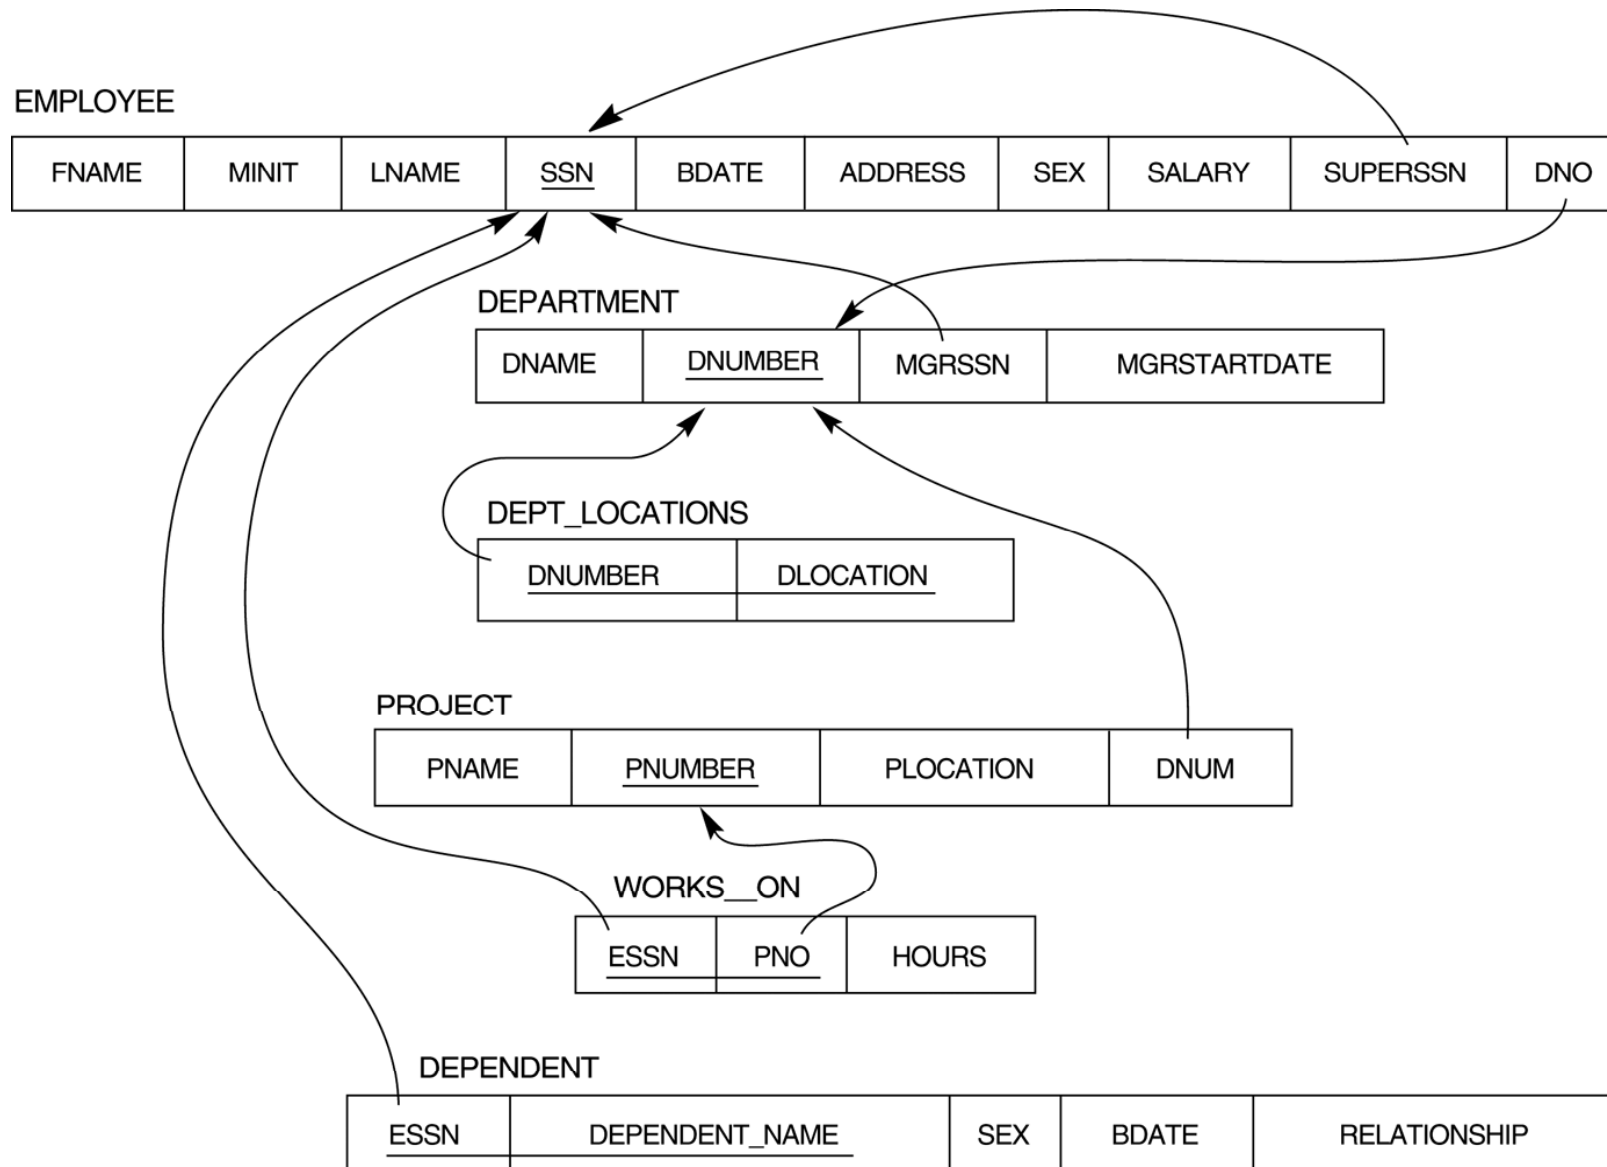 EMPLOYEE
FNAME MINIT LNAME SSN BDATE ADDRESS SEX SALARY SUPERSSN DNO
DEPARTMENT
DNAME DNUMBER MGRSSN MGRSTARTDATE
DEPT_LOCATIONS
DNUMBER DLOCATION
PROJECT
PNAME PNUMBER PLOCATION DNUM
WORKS__ON
ESSN PNO HOURS
DEPENDENT
ESSN DEPENDENT_NAME SEX BDATE RELATIONSHIP